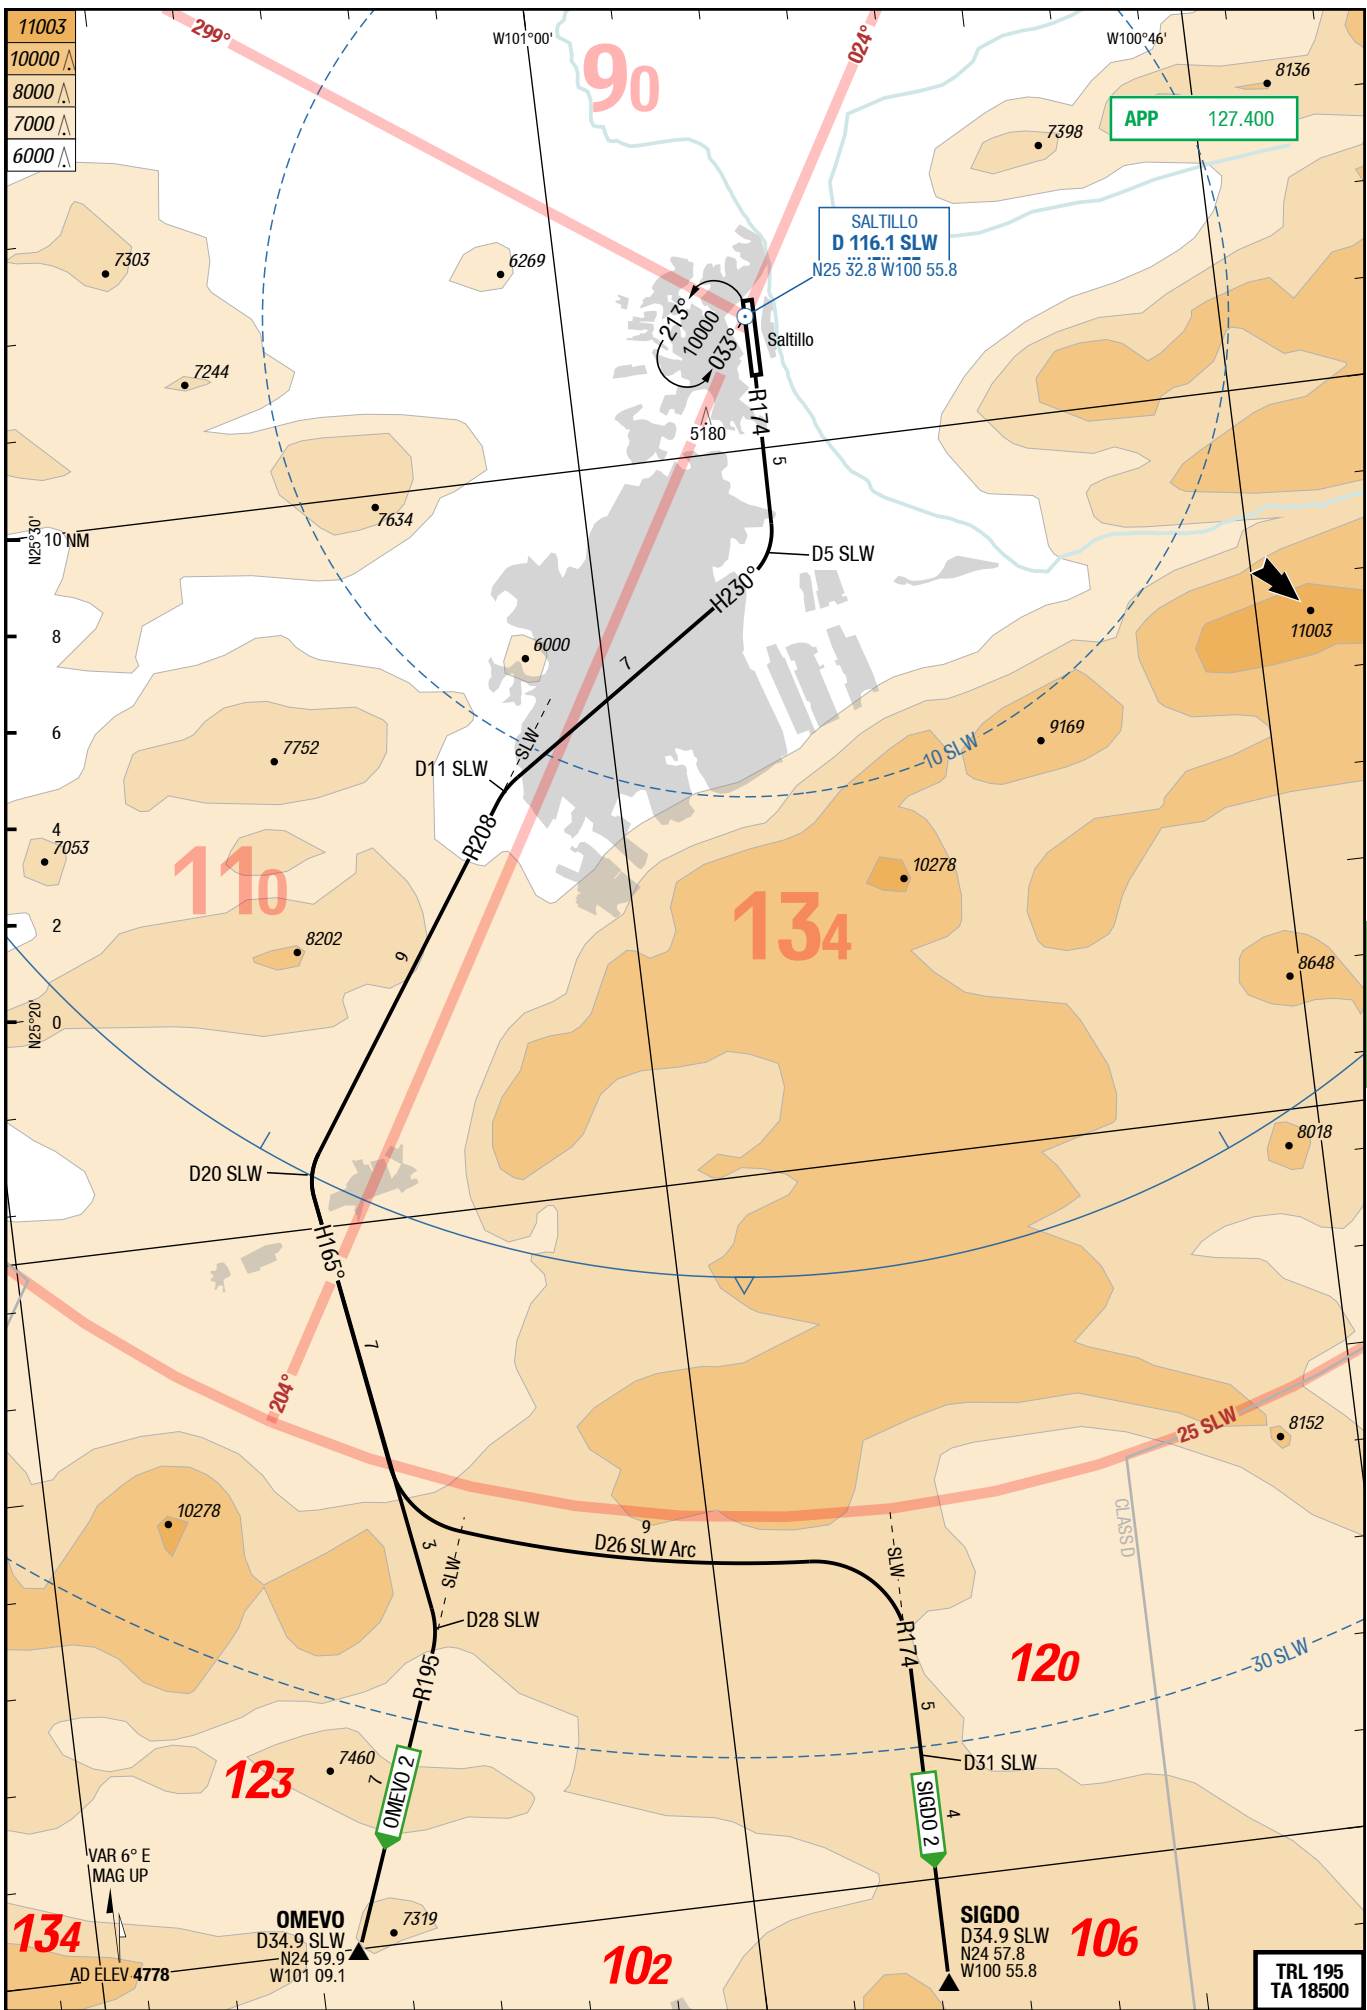 11003
10000
8000
7000
6000
299°
W101°00'
90
024°
W100°46'
8136
APP 127.400
7398
SALTILLO
D 116.1 SLW
N25 32.8 W100 55.8
7303
6269
213°
10000
033°
Saltillo
7244
R174
5180
5
7634
N25°30'
10 NM
D5 SLW
H230°
11003
8
6000
7
6
7752
SLW
10 SLW
9169
D11 SLW
4
7053
R208
110
10278
134
2
8202
9
8648
N25°20'
0
8018
D20 SLW
H165°
7
204°
25 SLW
8152
10278
9
D26 SLW Arc
3
SLW
SLW
CLASS D
D28 SLW
R174
120
30 SLW
R195
5
7460
123
7
OMEVO 2
D31 SLW
SIGDO 2
4
VAR 6° E
MAG UP
134
AD ELEV 4778
OMEVO
D34.9 SLW
N24 59.9
W101 09.1
7319
102
SIGDO
D34.9 SLW
N24 57.8
W100 55.8
106
TRL 195
TA 18500